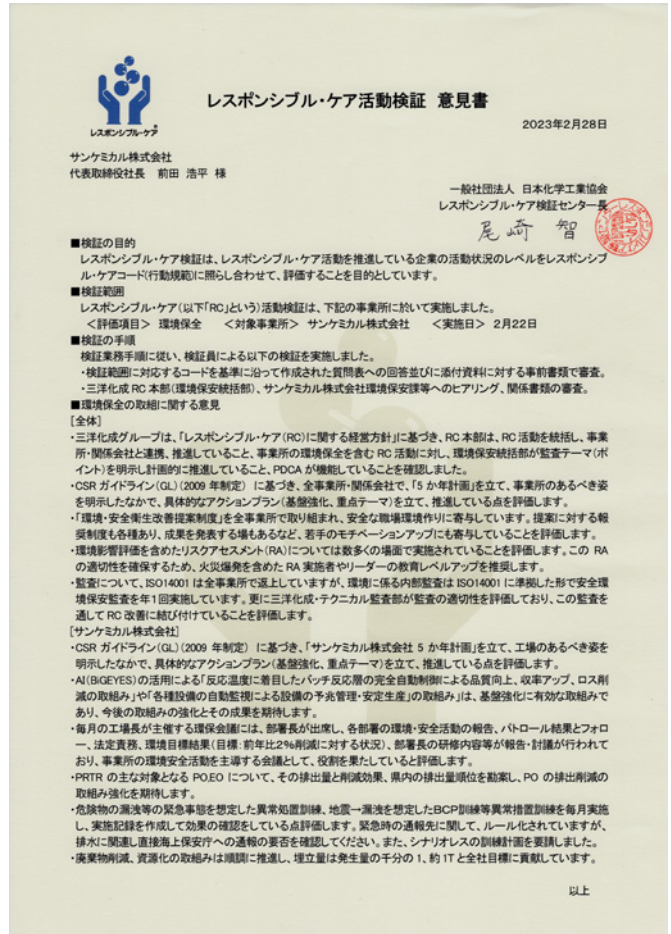 レスポンシブル・ケア活動検証 意見書
レスポンシブル・ケア
2023年2月28日
サンケミカル株式会社
代表取締役社長 前田 浩平 様
一般社団法人 日本化学工業協会
レスポンシブル・ケア検証センター長
尾崎 智
■検証の目的
レスポンシブル・ケア検証は、レスポンシブル・ケア活動を推進している企業の活動状況のレベルをレスポンシブ
ル・ケアコード(行動規範)に照らし合わせて、評価することを目的としています。
■検証範囲
レスポンシブル・ケア(以下「RC」という)活動検証は、下記の事業所に於いて実施しました。
<評価項目> 環境保全 <対象事業所> サンケミカル株式会社 <実施日> 2月22日
■検証の手順
検証業務手順に従い、検証員による以下の検証を実施しました。
・検証範囲に対応するコードを基準に沿って作成された質問表への回答並びに添付資料に対する事前書類で審査。
・三洋化成 RC 本部(環境保安統括部)、サンケミカル株式会社環境保安課等へのヒアリング、関係書類の審査。
■環境保全の取組に関する意見
[全体]
・三洋化成グループは、「レスポンシブル・ケア(RC)に関する経営方針」に基づき、RC 本部は、RC 活動を統括し、事業
所・関係会社と連携、推進していること、事業所の環境保全を含む RC 活動に対し、環境保安統括部が監査テーマ(ポ
イント)を明示し計画的に推進していること、PDCA が機能していることを確認しました。
・CSR ガイドライン(GL)(2009 年制定) に基づき、全事業所・関係会社で、「5 か年計画」を立て、事業所のあるべき姿
を明示したなかで、具体的なアクションプラン(基盤強化、重点テーマ)を立て、推進している点を評価します。
・「環境・安全衛生改善提案制度」を全事業所で取り組まれ、安全な職場環境作りに寄与しています。提案に対する報
奨制度も各種あり、成果を発表する場もあるなど、若手のモチベーションアップにも寄与していることを評価します。
・環境影響評価を含めたリスクアセスメント(RA)については数多くの場面で実施されていることを評価します。この RA
の適切性を確保するため、火災爆発を含めた RA 実施者やリーダーの教育レベルアップを推奨します。
・監査について、ISO14001 は全事業所で返上していますが、環境に係る内部監査は ISO14001 に準拠した形で安全環
境保安監査を年1回実施しています。更に三洋化成・テクニカル監査部が監査の適切性を評価しており、この監査を
通して RC 改善に結び付けていることを評価します。
[サンケミカル株式会社]
・CSR ガイドライン(GL)(2009 年制定) に基づき、「サンケミカル株式会社 5 か年計画」を立て、工場のあるべき姿を
明示したなかで、具体的なアクションプラン(基盤強化、重点テーマ)を立て、推進している点を評価します。
・AI(BiGEYES)の活用による「反応温度に着目したバッチ反応層の完全自動制御による品質向上、収率アップ、ロス削
減の取組み」や「各種設備の自動監視による設備の予兆管理・安定生産」の取組みは、基盤強化に有効な取組みで
あり、今後の取組みの強化とその成果を期待します。
・毎月の工場長が主催する環保会議には、部署長が出席し、各部署の環境・安全活動の報告、パトロール結果とフォロ
ー、法定責務、環境目標結果(目標:前年比2%削減に対する状況)、部署長の研修内容等が報告・討議が行われて
おり、事業所の環境安全活動を主導する会議として、役割を果たしていると評価します。
・PRTR の主な対象となる PO,EO について、その排出量と削減効果、県内の排出量順位を勘案し、PO の排出削減の
取組み強化を期待します。
・危険物の漏洩等の緊急事態を想定した異常処置訓練、地震→漏洩を想定したBCP訓練等異常措置訓練を毎月実施
し、実施記録を作成して効果の確認をしている点評価します。緊急時の通報先に関して、ルール化されていますが、
排水に関連し直接海上保安庁への通報の要否を確認してください。また、シナリオレスの訓練計画を要請しました。
・廃棄物削減、資源化の取組みは順調に推進し、埋立量は発生量の千分の 1、約 1T と全社目標に貢献しています。
以上